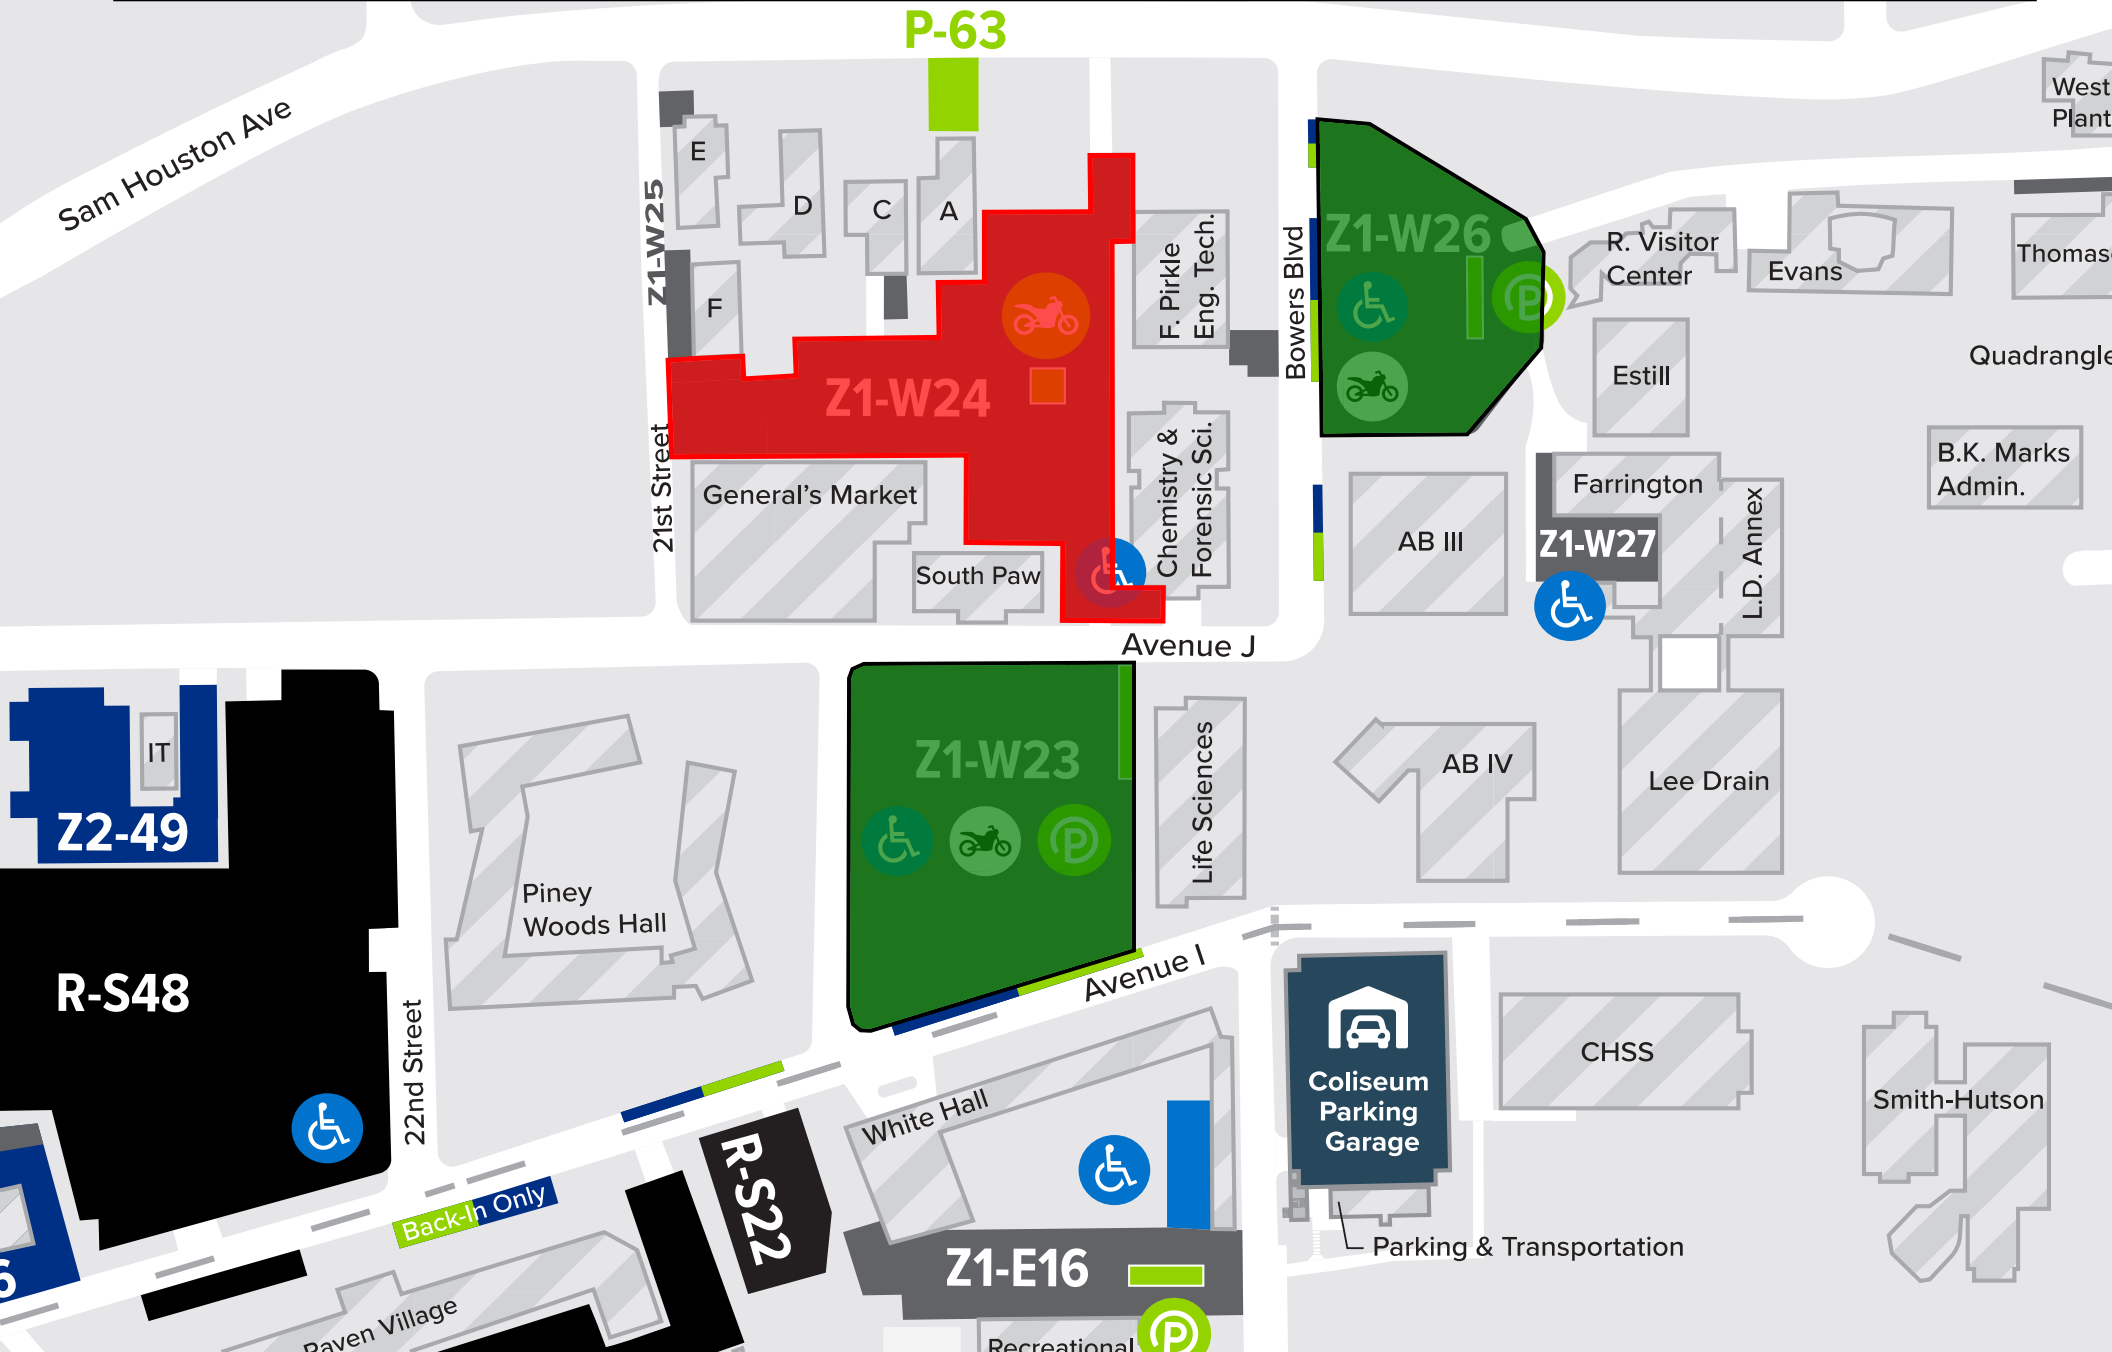 P-63
Sam Houston Ave
Z1-W25
E
D
C
A
F
Z1-W24
F. Pirkle
Eng. Tech.
Bowers Blvd
Z1-W26
R. Visitor
Center
Evans
West
Plant
Estill
Quadrangle
21st Street
General's Market
South Paw
Chemistry &
Forensic Sci.
AB III
Farrington
Z1-W27
L.D. Annex
B.K. Marks
Admin.
Avenue J
IT
Z2-49
R-S48
22nd Street
Piney
Woods Hall
Z1-W23
P
Life Sciences
AB IV
Lee Drain
Avenue I
Back-In Only
R-S22
White Hall
Coliseum
Parking
Garage
CHSS
Smith-Hutson
Parking & Transportation
Z1-E16
P
Raven Village
Recreational
6